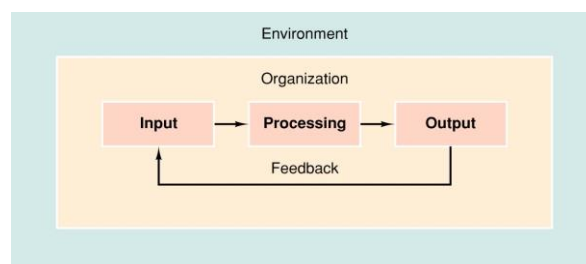 Environment
Organization
Input Processing Output
Feedback